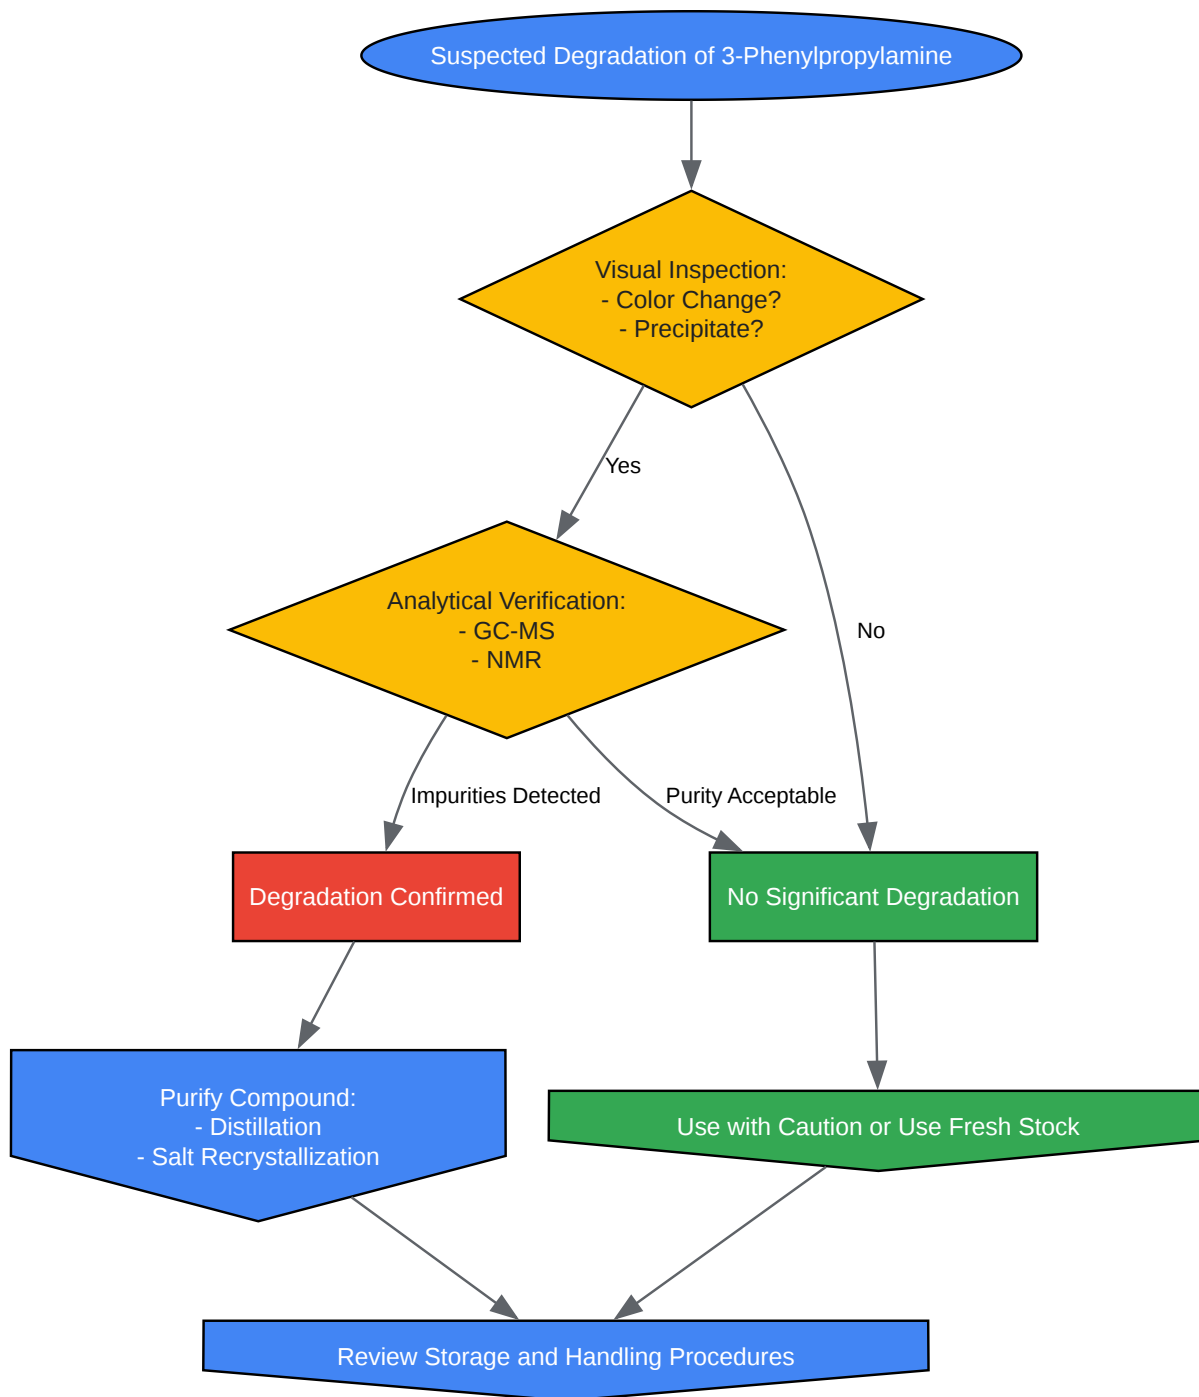 Suspected Degradation of 3-Phenylpropylamine
Visual Inspection:
- Color Change?
- Precipitate?
Yes
No
Analytical Verification:
- GC-MS
- NMR
Impurities Detected
Purity Acceptable
Degradation Confirmed
No Significant Degradation
Purify Compound:
- Distillation
- Salt Recrystallization
Use with Caution or Use Fresh Stock
Review Storage and Handling Procedures